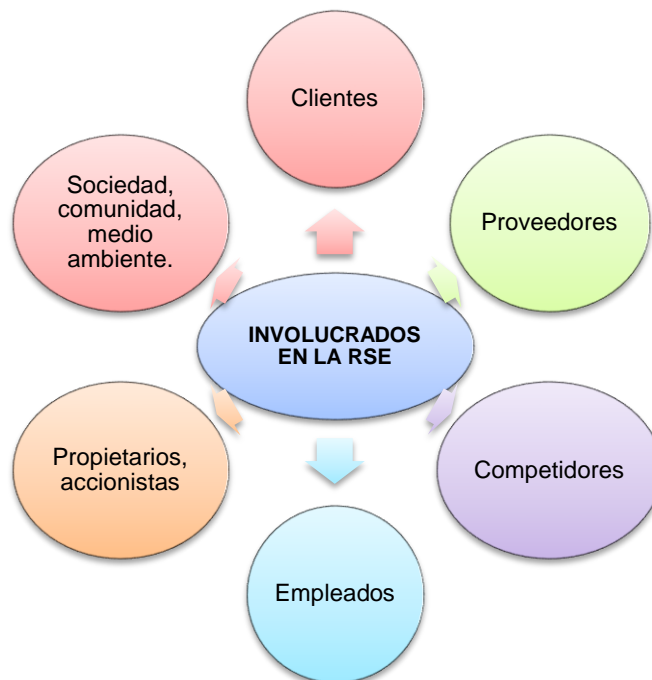 Clientes
Sociedad,
comunidad,
medio
ambiente.
Proveedores
INVOLUCRADOS
EN LA RSE
Propietarios,
accionistas
Competidores
Empleados